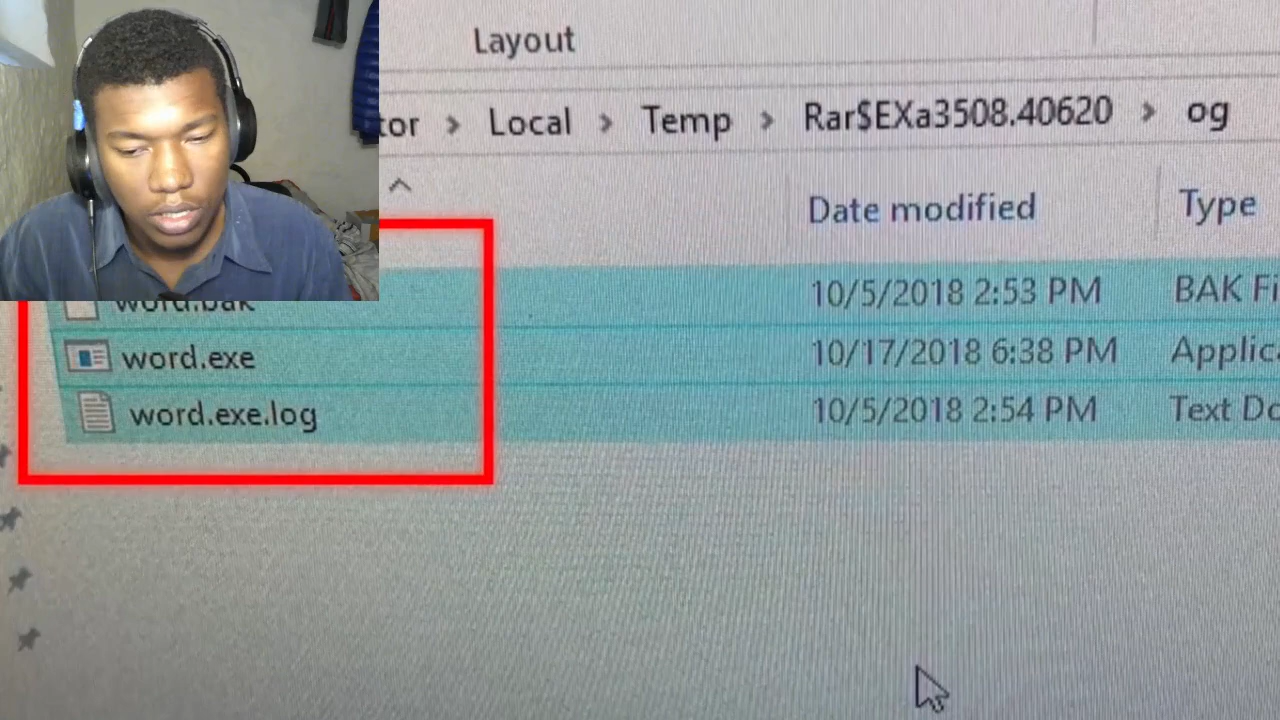 Layout
tor > Local > Temp > Rar$EXa3508.40620 > og
Date modified Type
word.bak 10/5/2018 2:53 PM BAK Fi
word.exe 10/17/2018 6:38 PM Applica
word.exe.log 10/5/2018 2:54 PM Text Do